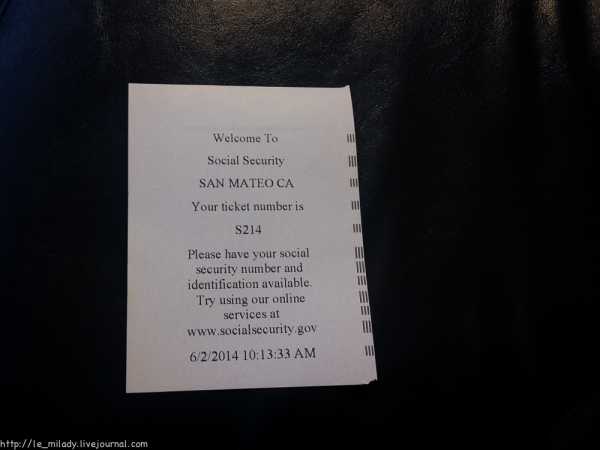 Welcome To
Social Security
SAN MATEO CA
Your ticket number is
S214
Please have your social
security number and
identification available.
Try using our online
services at
www.socialsecurity.gov
6/2/2014 10:13:33 AM
http://le_milady.livejournal.com